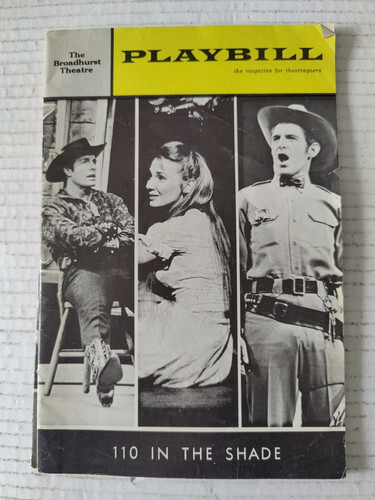 The
Broadhurst
Theatre
PLAYBILL
the magazine for theatregoers
110 IN THE SHADE